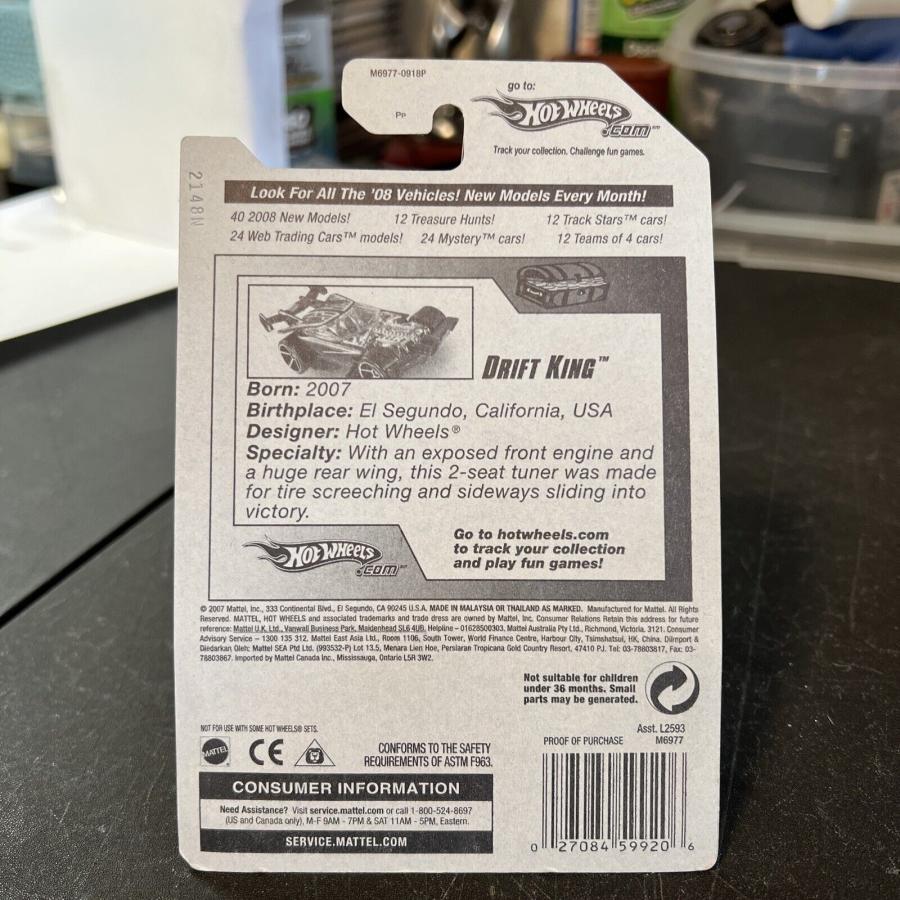 M6977-0918P
go to:
Pp
HOT WHEELS
.COM™
Track your collection. Challenge fun games.
2148N
Look For All The '08 Vehicles! New Models Every Month!
40 2008 New Models! 12 Treasure Hunts! 12 Track Stars™ cars!
24 Web Trading Cars™ models! 24 Mystery™ cars! 12 Teams of 4 cars!
DRIFT KING™
Born: 2007
Birthplace: El Segundo, California, USA
Designer: Hot Wheels®
Specialty: With an exposed front engine and
a huge rear wing, this 2-seat tuner was made
for tire screeching and sideways sliding into
victory.
HOT WHEELS
.COM™
Go to hotwheels.com
to track your collection
and play fun games!
© 2007 Mattel, Inc., 333 Continental Blvd., El Segundo, CA 90245 U.S.A. MADE IN MALAYSIA OR THAILAND AS MARKED. Manufactured for Mattel. All Rights
Reserved. MATTEL, HOT WHEELS and associated trademarks and trade dress are owned by Mattel, Inc. Consumer Relations Retain this address for future
reference: Mattel U.K. Ltd., Vanwall Business Park, Maidenhead SL6 4UB. Helpline – 01628500303. Mattel Australia Pty Ltd., Richmond, Victoria. 3121. Consumer
Advisory Service – 1300 135 312. Mattel East Asia Ltd., Room 1106, South Tower, World Finance Centre, Harbour City, Tsimshatsui, HK, China. Diimport &
Diedarkan Oleh: Mattel SEA Ptd Ltd. (993532-P) Lot 13.5, Menara Lien Hoe, Persiaran Tropicana Gold Country Resort, 47410 PJ. Tel: 03-78803817, Fax: 03-
78803867. Imported by Mattel Canada Inc., Mississauga, Ontario L5R 3W2.
Not suitable for children
under 36 months. Small
parts may be generated.
NOT FOR USE WITH SOME HOT WHEELS® SETS.
MATTEL
CE
CONFORMS TO THE SAFETY
REQUIREMENTS OF ASTM F963.
Asst. L2593
PROOF OF PURCHASE M6977
CONSUMER INFORMATION
Need Assistance? Visit service.mattel.com or call 1-800-524-8697
(US and Canada only), M-F 9AM - 7PM & SAT 11AM - 5PM, Eastern.
SERVICE.MATTEL.COM
0 27084 59920 6